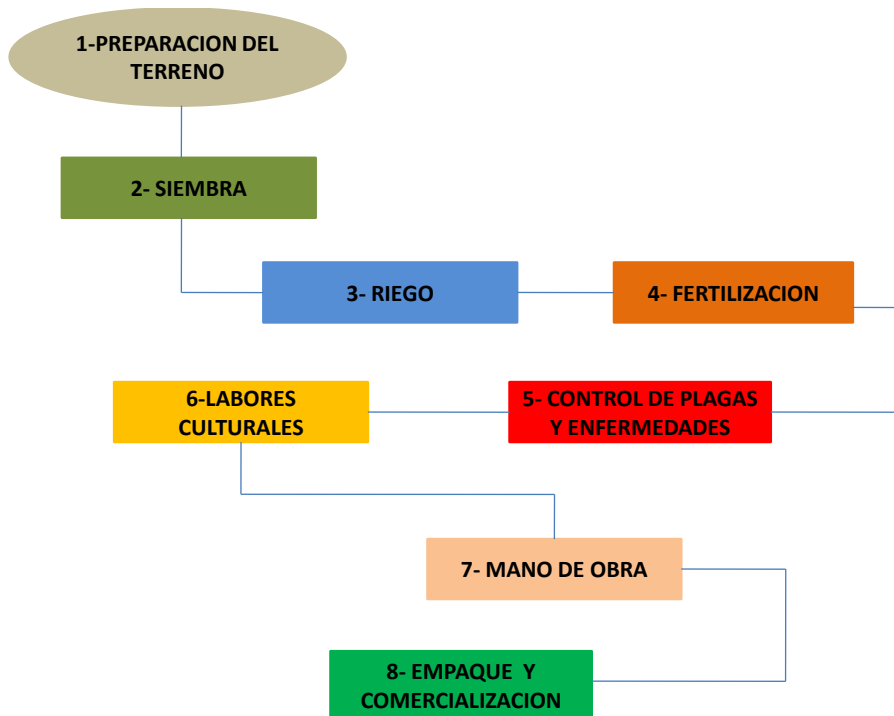 1-PREPARACION DEL
TERRENO
2- SIEMBRA
3- RIEGO
4- FERTILIZACION
5- CONTROL DE PLAGAS
Y ENFERMEDADES
6-LABORES
CULTURALES
7- MANO DE OBRA
8- EMPAQUE Y
COMERCIALIZACION